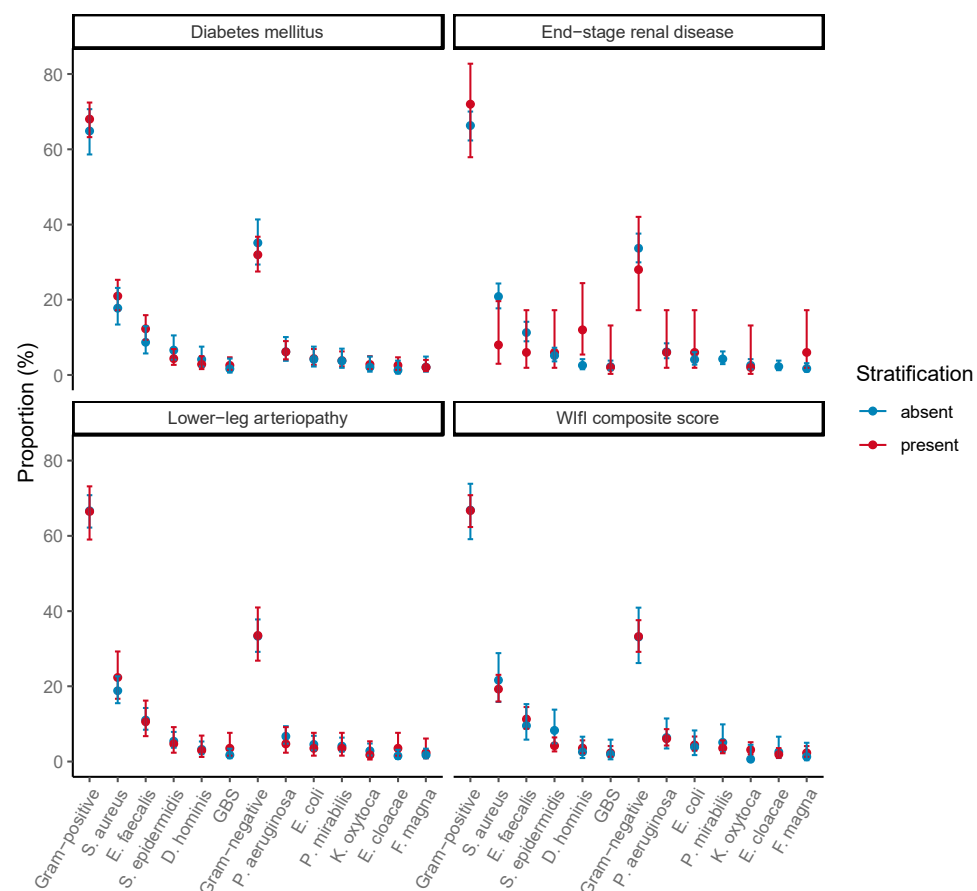 Diabetes mellitus
End−stage renal disease
80
60
40
20
0
Proportion (%)
Lower−leg arteriopathy
WIfI composite score
80
60
40
20
0
Stratification
absent
present
Gram−positive
S. aureus
E. faecalis
S. epidermidis
D. hominis
GBS
Gram−negative
P. aeruginosa
E. coli
P. mirabilis
K. oxytoca
E. cloacae
F. magna
Gram−positive
S. aureus
E. faecalis
S. epidermidis
D. hominis
GBS
Gram−negative
P. aeruginosa
E. coli
P. mirabilis
K. oxytoca
E. cloacae
F. magna